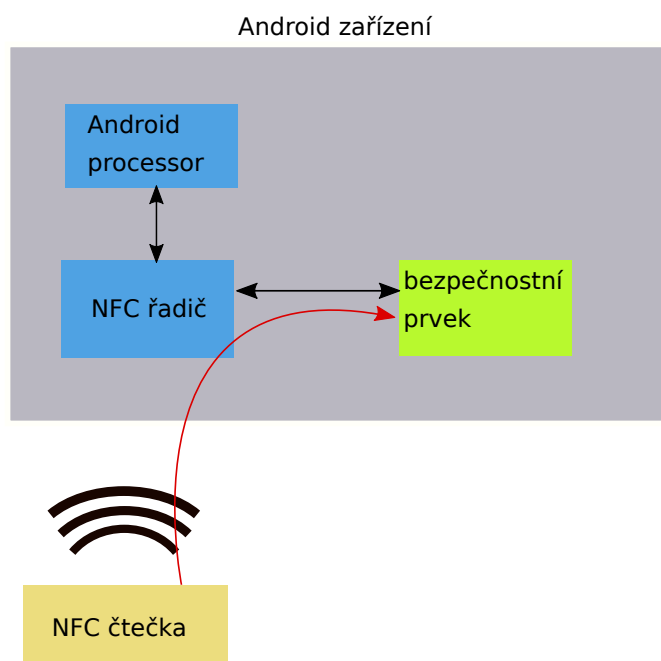 Android zařízení
Android
processor
NFC řadič
bezpečnostní
prvek
NFC čtečka